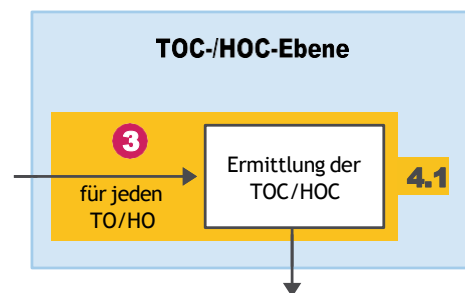 TOC-/HOC-Ebene
3
für jeden
TO/HO
Ermittlung der
TOC/HOC
4.1